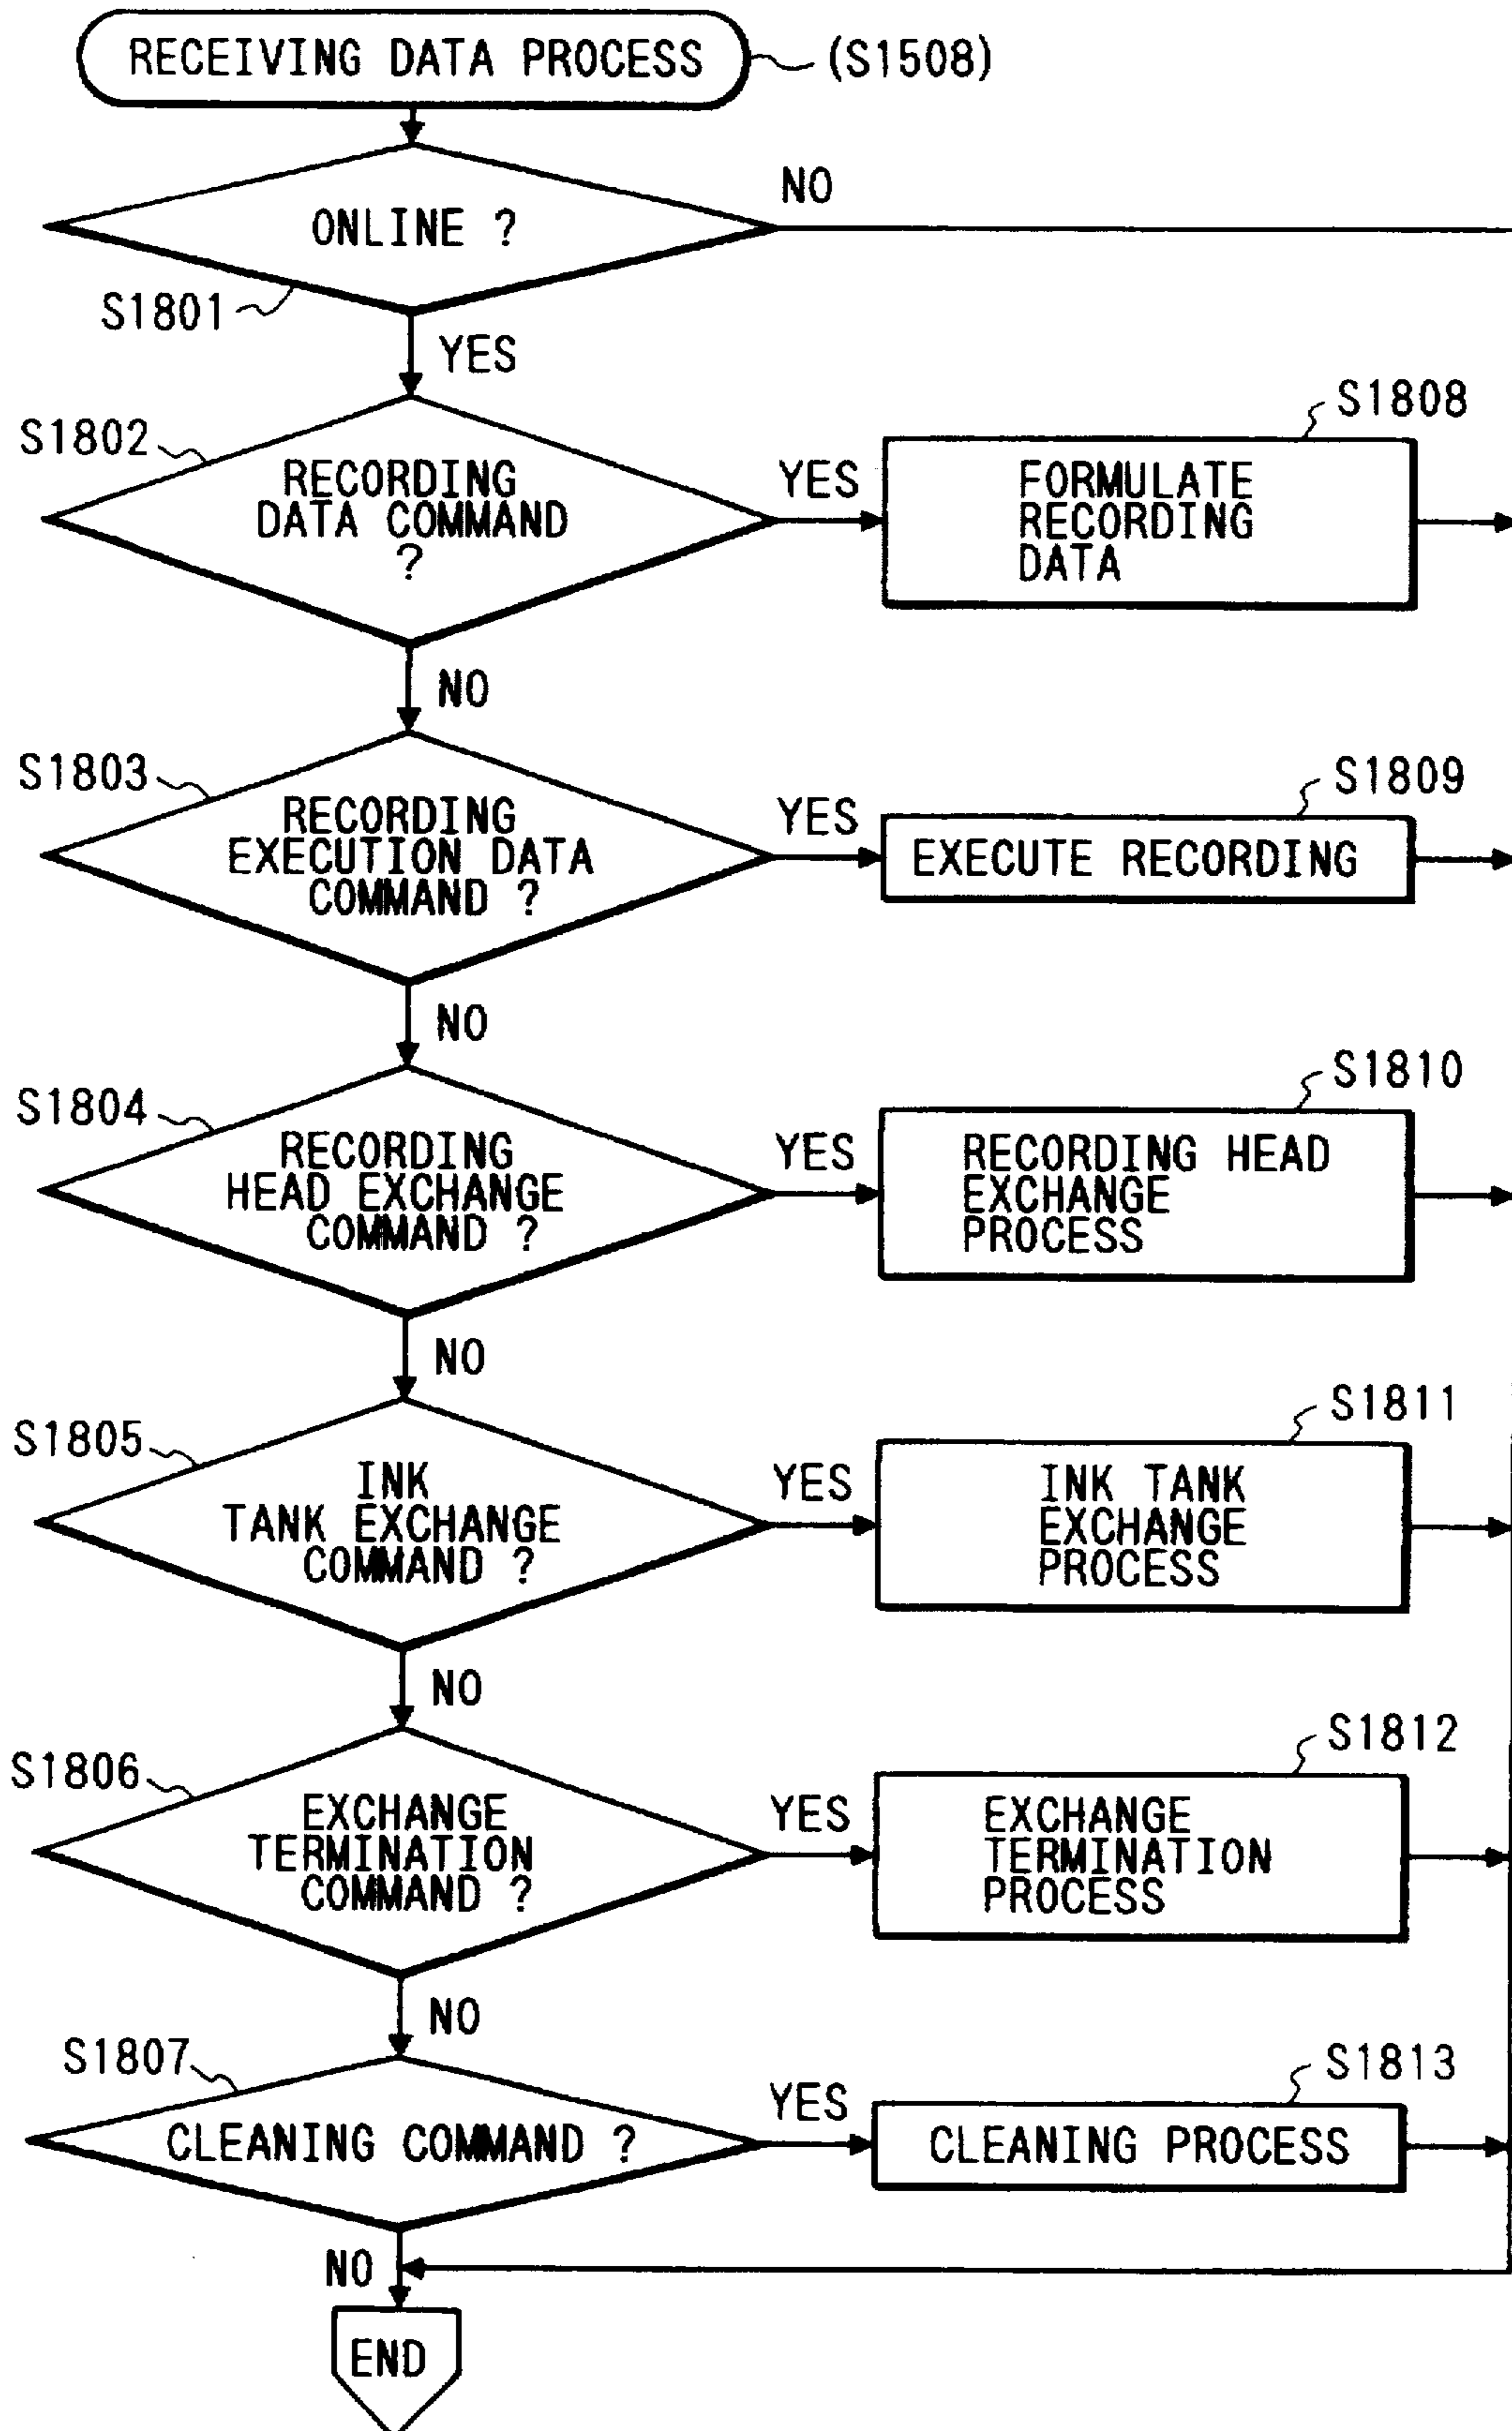 RECEIVING DATA PROCESS
(S1508)
ONLINE ?
NO
S1801
YES
S1802
RECORDING
DATA COMMAND
?
YES
S1808
FORMULATE
RECORDING
DATA
NO
S1803
RECORDING
EXECUTION DATA
COMMAND ?
YES
S1809
EXECUTE RECORDING
NO
S1804
RECORDING
HEAD EXCHANGE
COMMAND ?
YES
S1810
RECORDING HEAD
EXCHANGE
PROCESS
NO
S1805
INK
TANK EXCHANGE
COMMAND ?
YES
S1811
INK TANK
EXCHANGE
PROCESS
NO
S1806
EXCHANGE
TERMINATION
COMMAND ?
YES
S1812
EXCHANGE
TERMINATION
PROCESS
NO
S1807
CLEANING COMMAND ?
YES
S1813
CLEANING PROCESS
NO
END